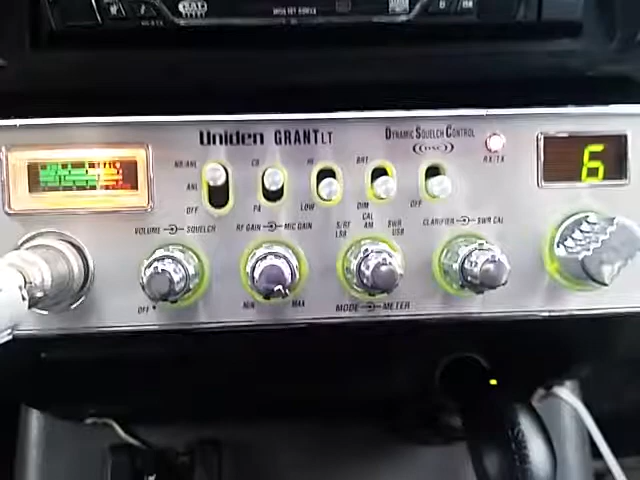 Uniden GRANT LT
DYNAMIC SQUELCH CONTROL
(DSC)
NB/ANL
ANL
OFF
CB
PA
HI
LOW
BRT
DIM
OFF
RX/TX
6
VOLUME SQUELCH
OFF
RF GAIN MIC GAIN
MIN MAX
S/RF CAL SWR
LSB AM USB
MODE METER
CLARIFIER SWR CAL